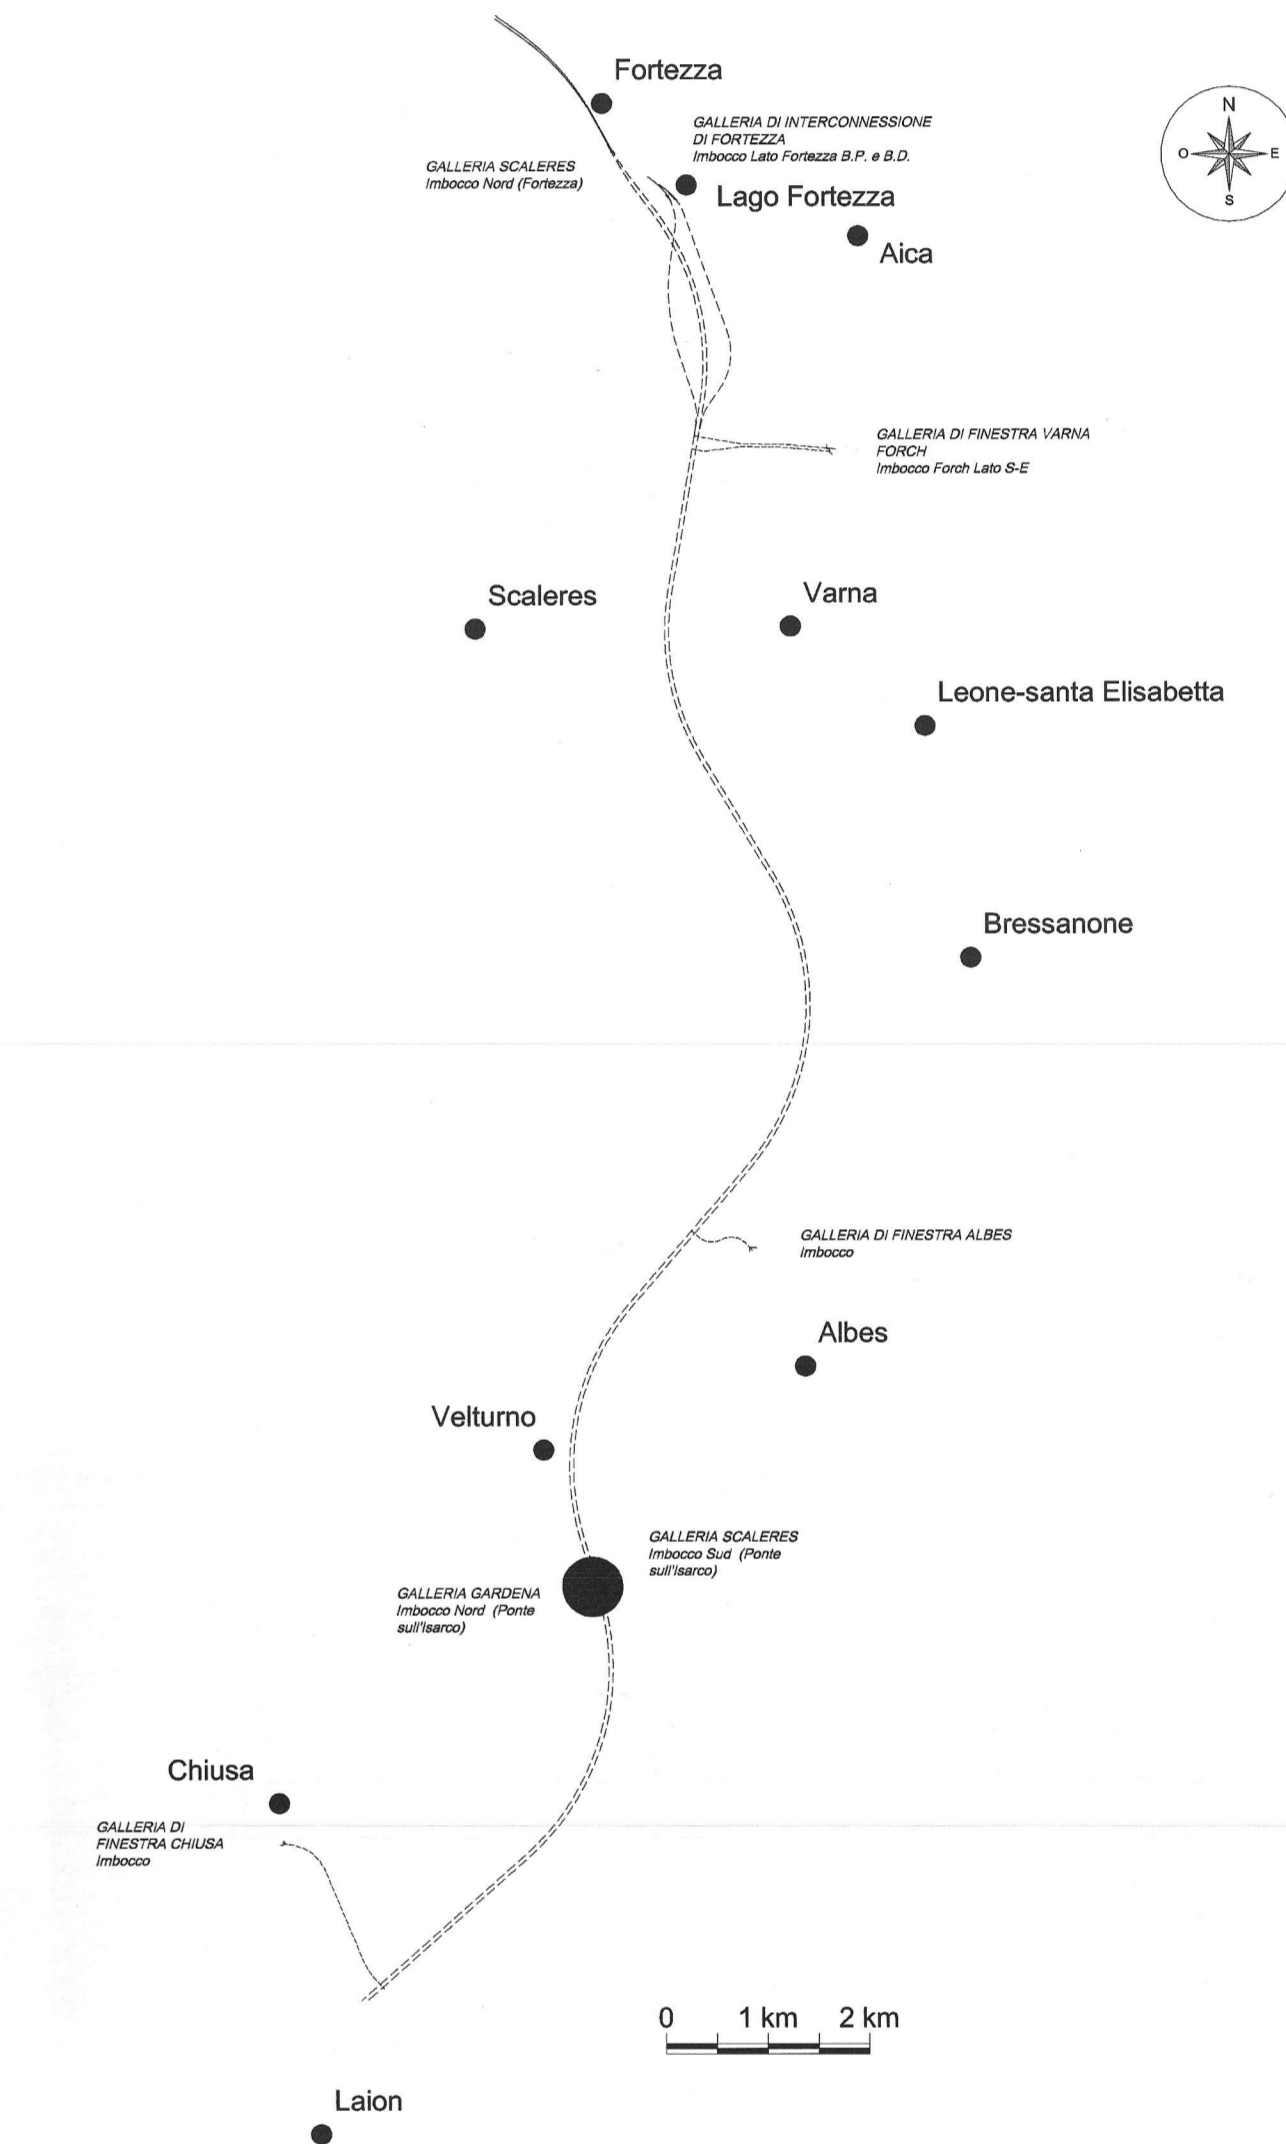 Fortezza
N
O
E
S
GALLERIA DI INTERCONNESSIONE
DI FORTEZZA
Imbocco Lato Fortezza B.P. e B.D.
GALLERIA SCALERES
Imbocco Nord (Fortezza)
Lago Fortezza
Aica
GALLERIA DI FINESTRA VARNA
FORCH
Imbocco Forch Lato S-E
Scaleres
Varna
Leone-santa Elisabetta
Bressanone
GALLERIA DI FINESTRA ALBES
Imbocco
Albes
Velturno
GALLERIA SCALERES
Imbocco Sud (Ponte
sull'Isarco)
GALLERIA GARDENA
Imbocco Nord (Ponte
sull'Isarco)
Chiusa
GALLERIA DI
FINESTRA CHIUSA
Imbocco
0 1 km 2 km
Laion